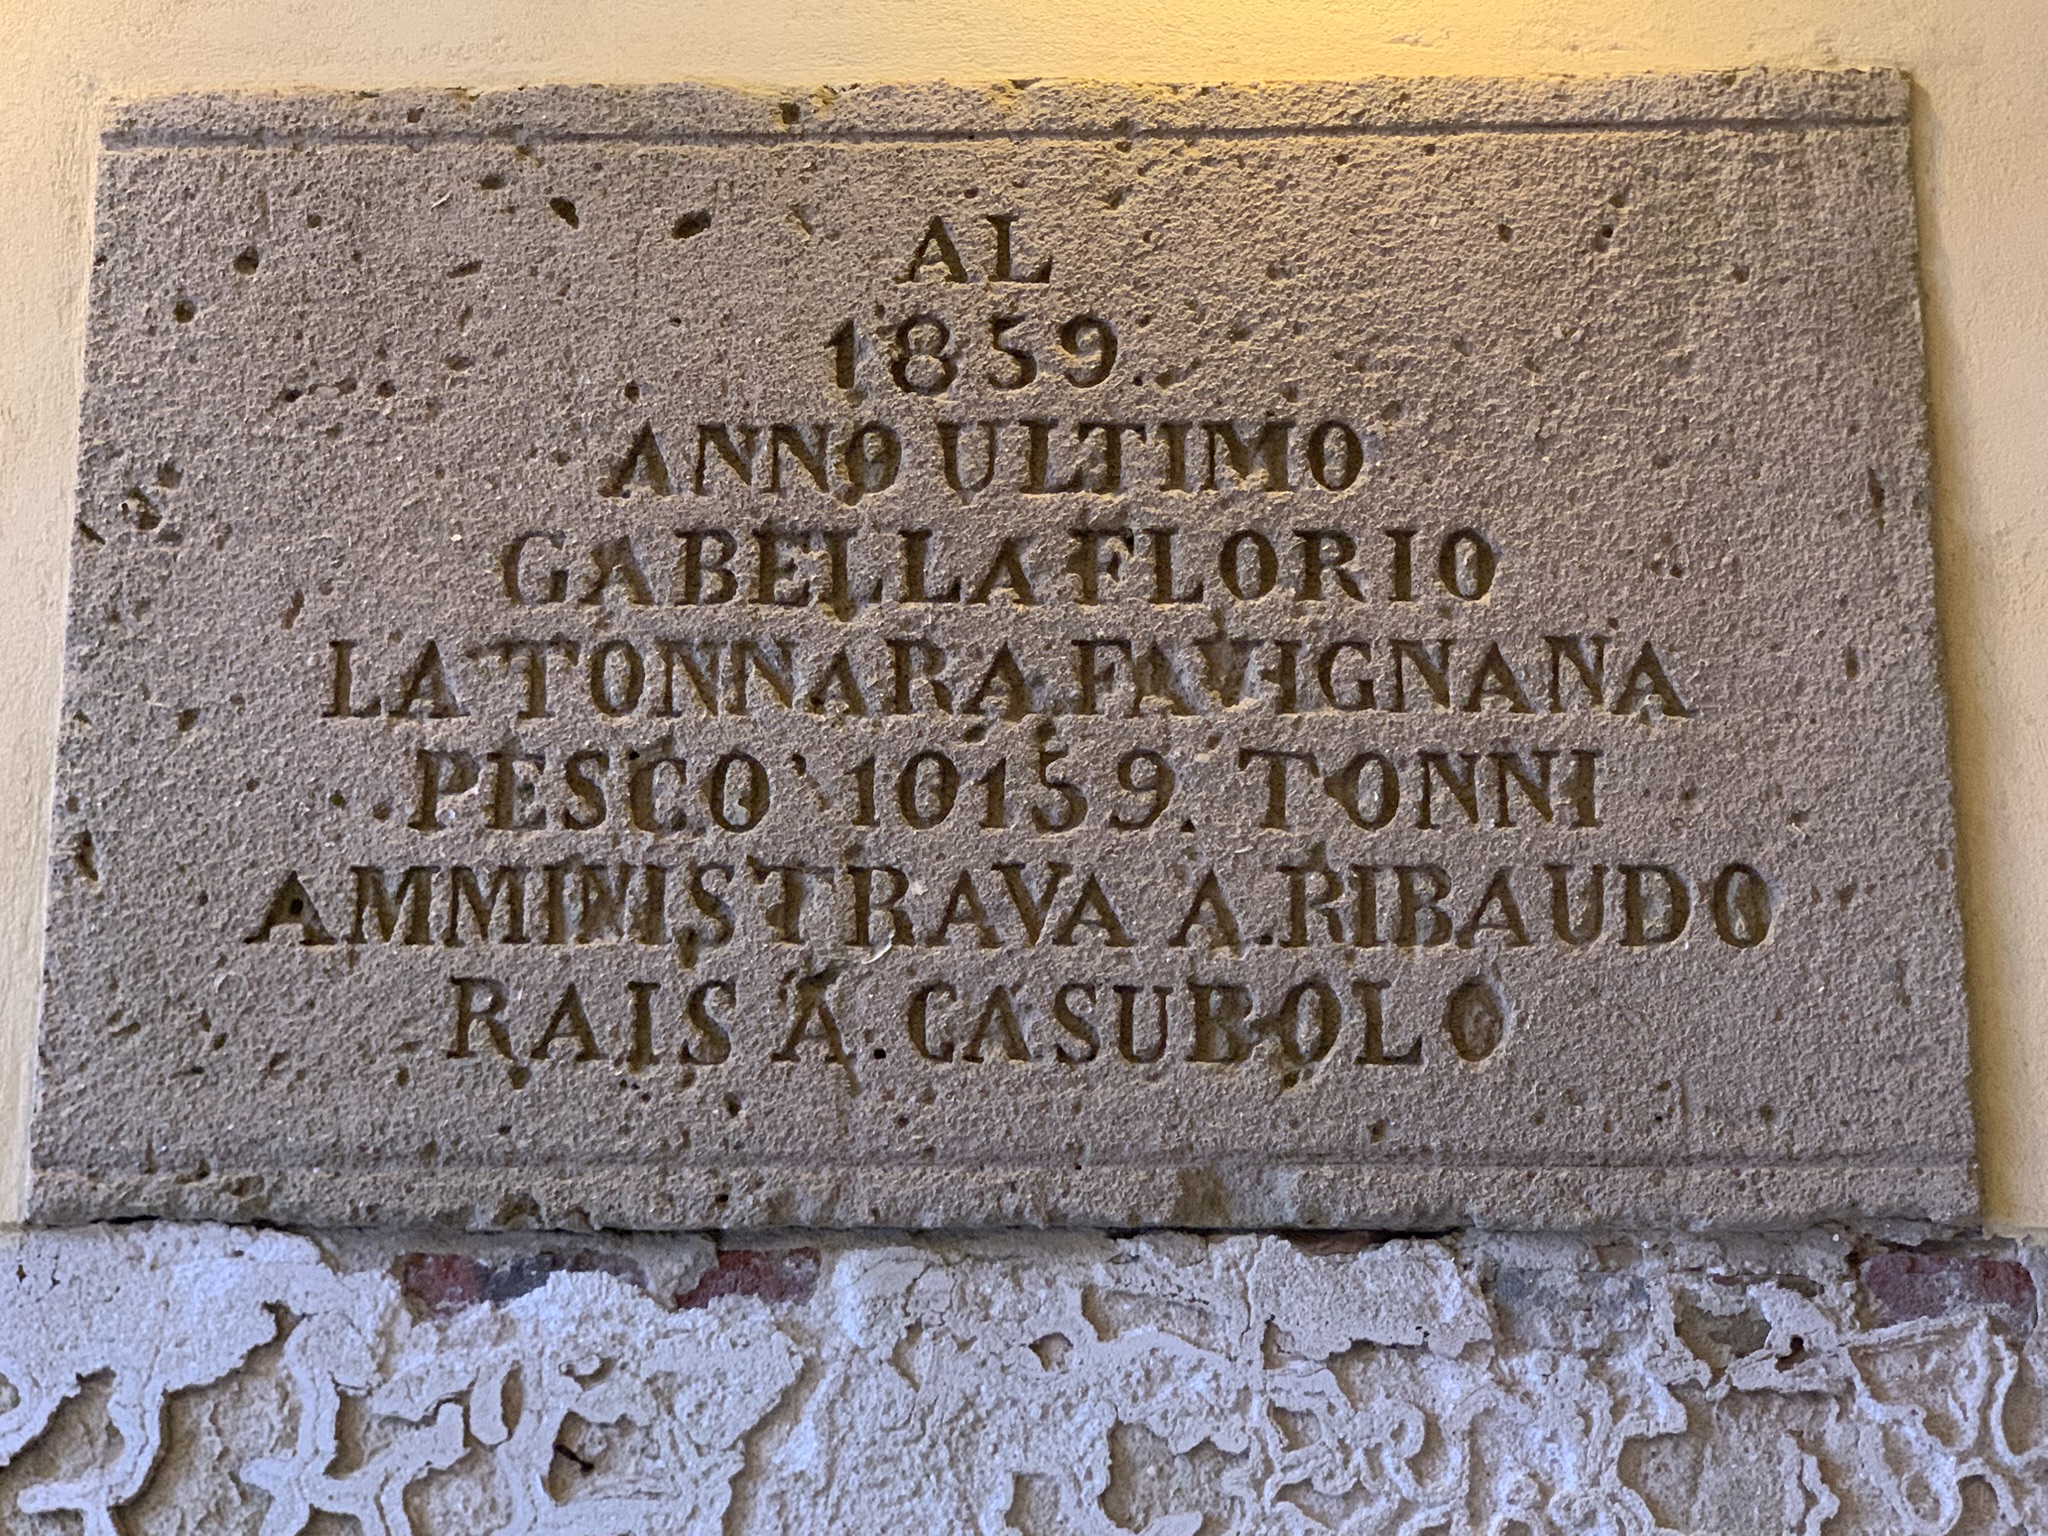 AL
1859.
ANNO ULTIMO
GABELLA FLORIO
LA TONNARA FAVIGNANA
PESCO' 10159. TONNI
AMMINISTRAVA A. RIBAUDO
RAIS A. CASUBOLO